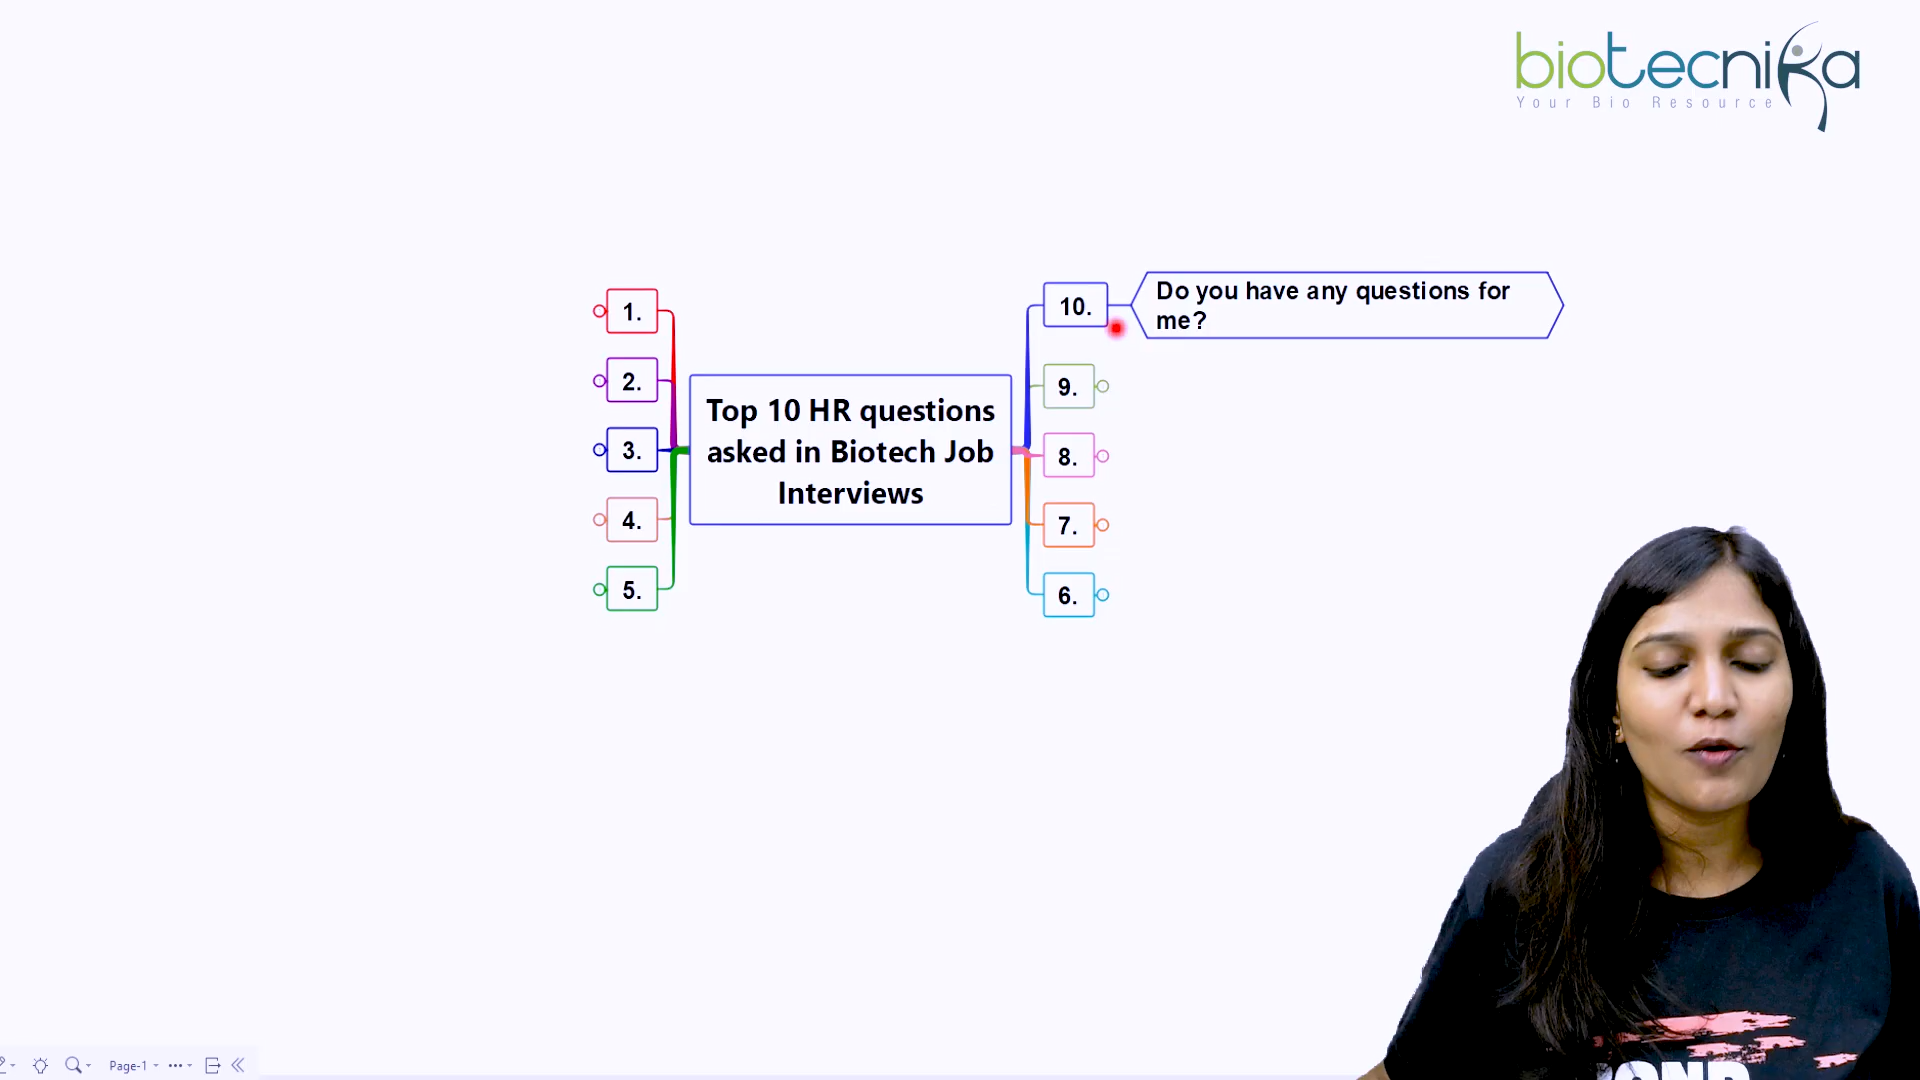 biotecnika
Your Bio Resource
1.
2.
3.
4.
5.
Top 10 HR questions
asked in Biotech Job
Interviews
10.
Do you have any questions for
me?
9.
8.
7.
6.
Page-1